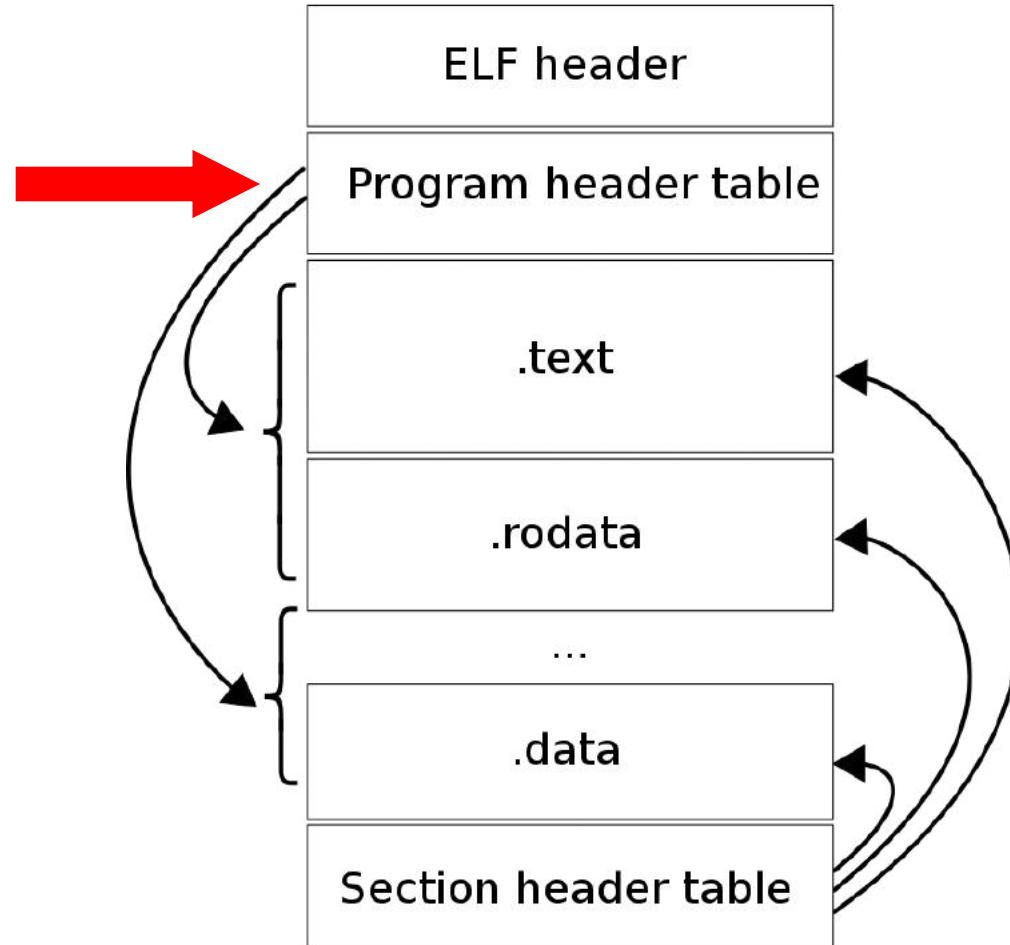 ELF header
Program header table
.text
.rodata
...
.data
Section header table